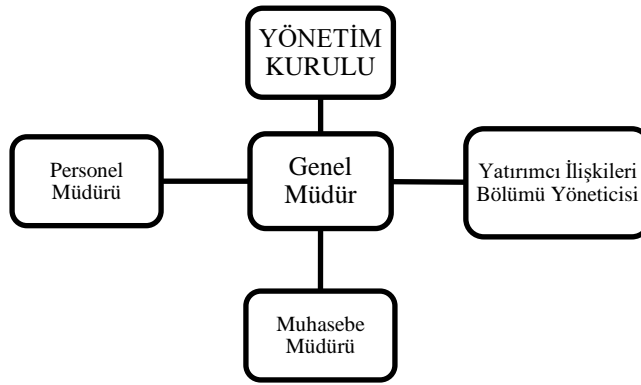 YÖNETİM
KURULU
Personel
Müdürü
Genel
Müdür
Yatırımcı İlişkileri
Bölümü Yöneticisi
Muhasebe
Müdürü